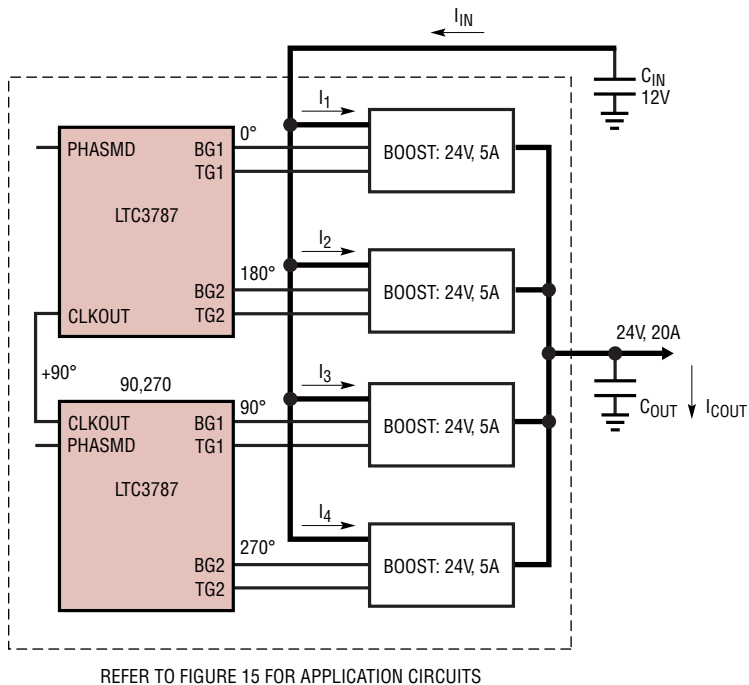 I_IN
C_IN
12V
I_1
0°
PHASMD BG1
TG1
BOOST: 24V, 5A
LTC3787
I_2
180°
BG2
CLKOUT TG2
BOOST: 24V, 5A
24V, 20A
+90°
90,270
I_3
90°
C_OUT I_COUT
CLKOUT BG1
PHASMD TG1
BOOST: 24V, 5A
LTC3787
I_4
270°
BG2
TG2
BOOST: 24V, 5A
REFER TO FIGURE 15 FOR APPLICATION CIRCUITS